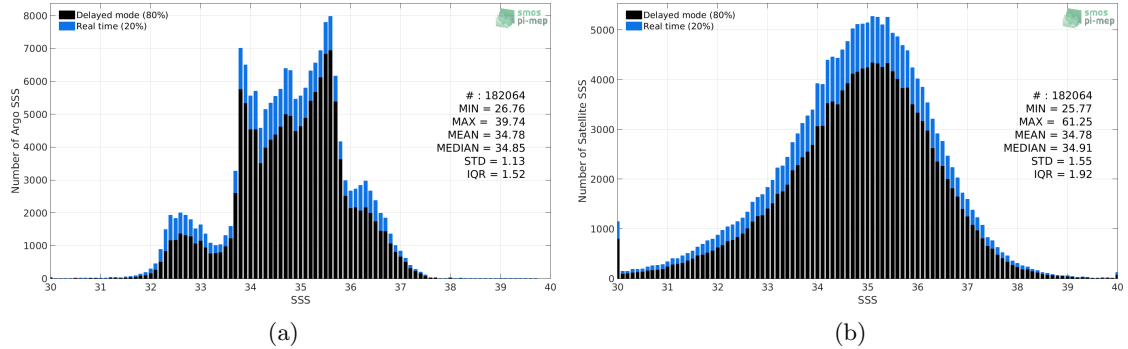 Delayed mode (80%)
Real time (20%)
smos
pi-mep
8000
7000
6000
5000
4000
3000
2000
1000
0
Number of Argo SSS
# : 182064
MIN = 26.76
MAX = 39.74
MEAN = 34.78
MEDIAN = 34.85
STD = 1.13
IQR = 1.52
30 31 32 33 34 35 36 37 38 39 40
SSS
(a)
Delayed mode (80%)
Real time (20%)
smos
pi-mep
5000
4000
3000
2000
1000
0
Number of Satellite SSS
# : 182064
MIN = 25.77
MAX = 61.25
MEAN = 34.78
MEDIAN = 34.91
STD = 1.55
IQR = 1.92
30 31 32 33 34 35 36 37 38 39 40
SSS
(b)